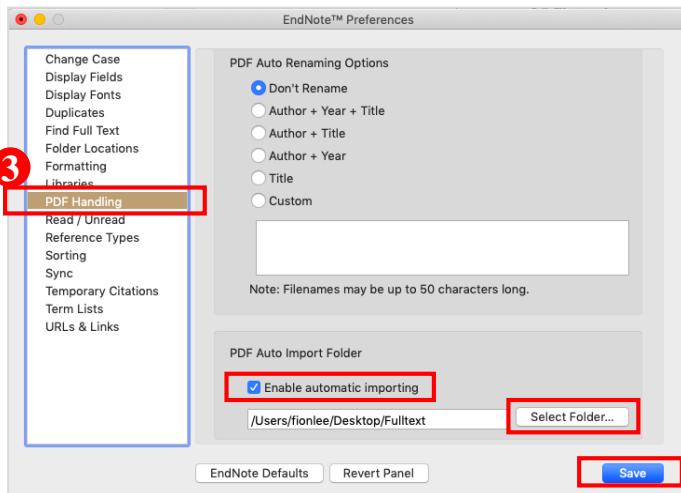 EndNote™ Preferences
Change Case
Display Fields
Display Fonts
Duplicates
Find Full Text
Folder Locations
Formatting
Libraries
PDF Handling
Read / Unread
Reference Types
Sorting
Sync
Temporary Citations
Term Lists
URLs & Links
3
PDF Auto Renaming Options
Don't Rename
Author + Year + Title
Author + Title
Author + Year
Title
Custom
Note: Filenames may be up to 50 characters long.
PDF Auto Import Folder
Enable automatic importing
/Users/fionlee/Desktop/Fulltext
Select Folder...
EndNote Defaults
Revert Panel
Save